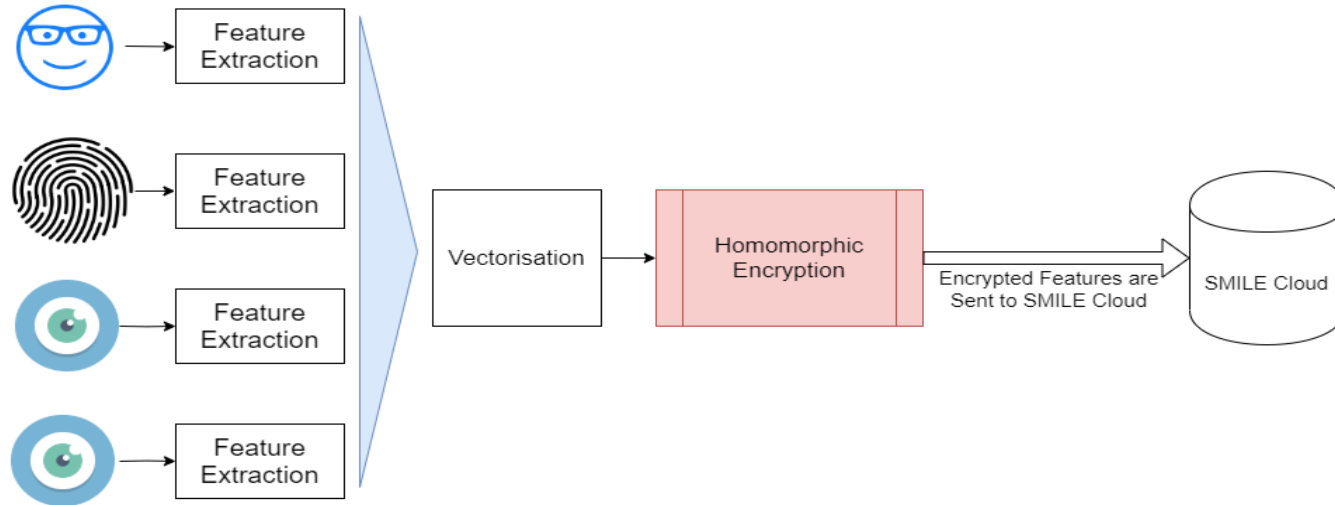 Feature
Extraction
Feature
Extraction
Feature
Extraction
Feature
Extraction
Vectorisation
Homomorphic
Encryption
Encrypted Features are
Sent to SMILE Cloud
SMILE Cloud